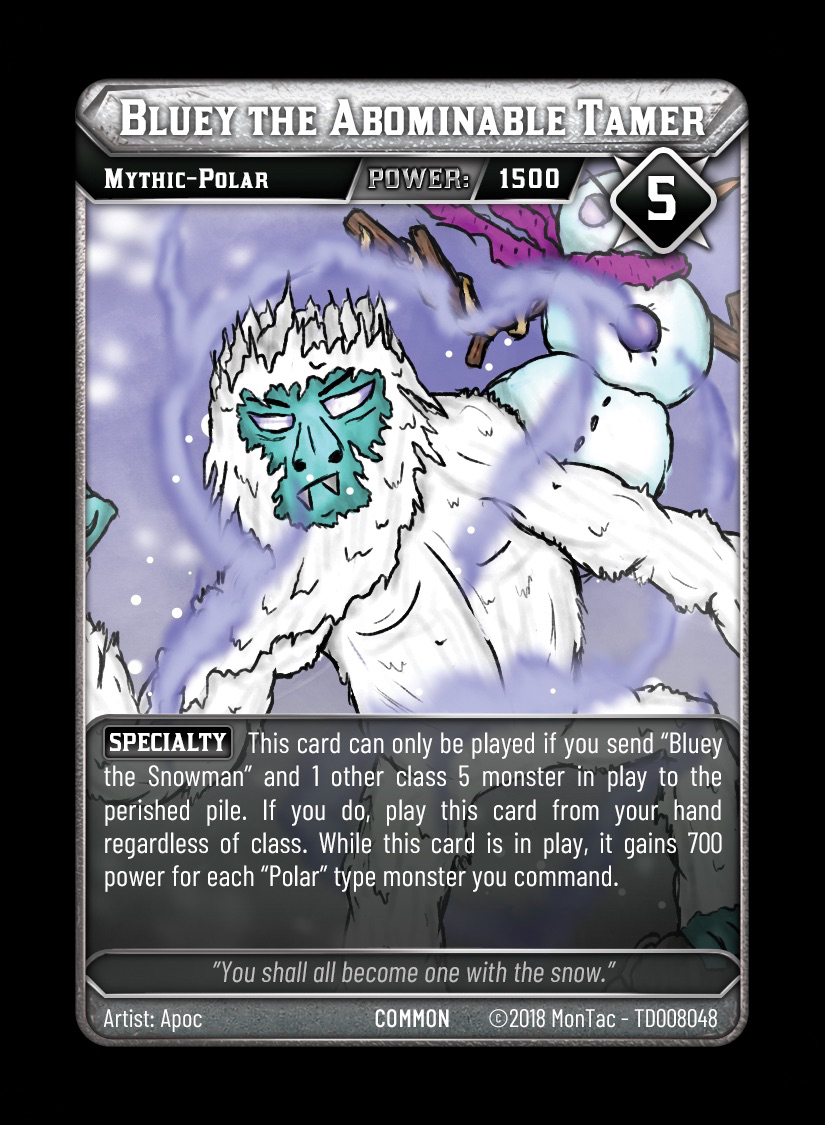 Bluey the Abominable Tamer
Mythic-Polar POWER: 1500
5
SPECIALTY This card can only be played if you send “Bluey
the Snowman” and 1 other class 5 monster in play to the
perished pile. If you do, play this card from your hand
regardless of class. While this card is in play, it gains 700
power for each “Polar” type monster you command.
”You shall all become one with the snow.”
Artist: Apoc COMMON ©2018 MonTac - TD008048